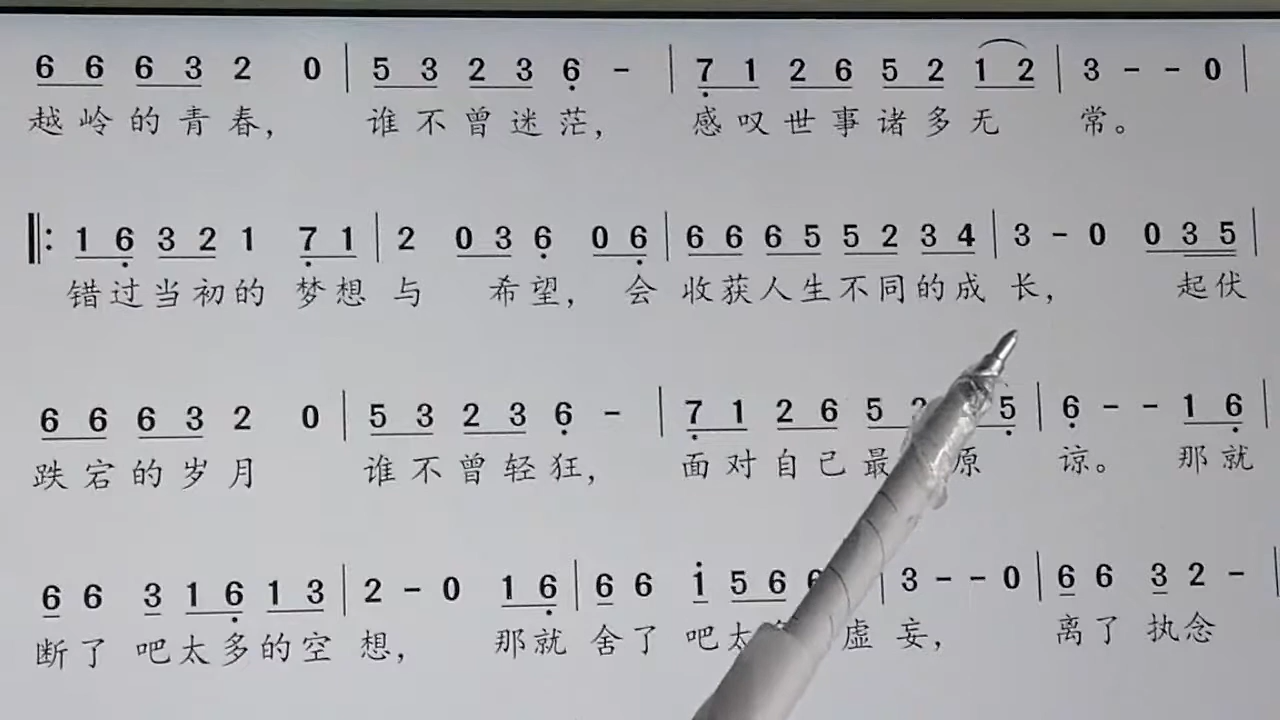 6 6 6 3 2 0 | 5 3 2 3 6 - | 7 1 2 6 5 2 1 2 | 3 - - 0 |
越岭的青春， 谁不曾迷茫， 感叹世事诸多无 常。
‖: 1 6 3 2 1 7 1 | 2 0 3 6 0 6 | 6 6 6 5 5 2 3 4 | 3 - 0 0 3 5 |
错过当初的 梦想 与 希望， 会 收获人生不同的成 长， 起伏
6 6 6 3 2 0 | 5 3 2 3 6 - | 7 1 2 6 5 5 | 6 - - 1 6 |
跌宕的岁月 谁不曾轻狂， 面对自己最 原 谅。 那就
6 6 3 1 6 1 3 | 2 - 0 1 6 | 6 6 i 5 6 | 3 - - 0 | 6 6 3 2 - |
断了 吧太多的空 想， 那就 舍了 吧太 虚 妄， 离了 执念